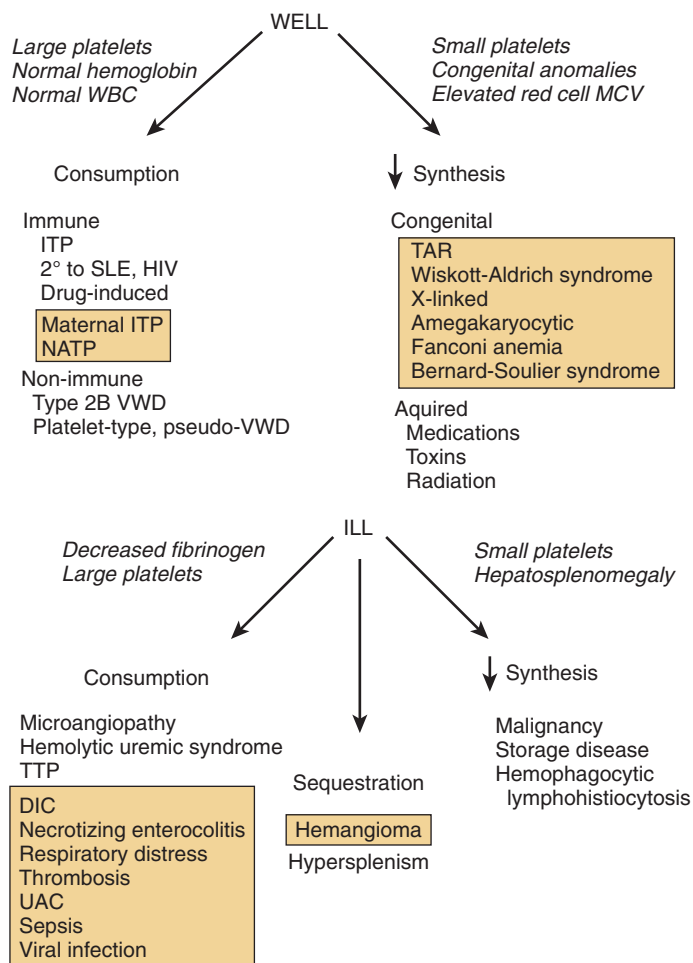 WELL
Large platelets
Normal hemoglobin
Normal WBC
Small platelets
Congenital anomalies
Elevated red cell MCV
Consumption
Immune
ITP
2° to SLE, HIV
Drug-induced
Maternal ITP
NATP
Non-immune
Type 2B VWD
Platelet-type, pseudo-VWD
↓ Synthesis
Congenital
TAR
Wiskott-Aldrich syndrome
X-linked
Amegakaryocytic
Fanconi anemia
Bernard-Soulier syndrome
Aquired
Medications
Toxins
Radiation
ILL
Decreased fibrinogen
Large platelets
Small platelets
Hepatosplenomegaly
Consumption
Microangiopathy
Hemolytic uremic syndrome
TTP
DIC
Necrotizing enterocolitis
Respiratory distress
Thrombosis
UAC
Sepsis
Viral infection
Sequestration
Hemangioma
Hypersplenism
↓ Synthesis
Malignancy
Storage disease
Hemophagocytic
lymphohistiocytosis